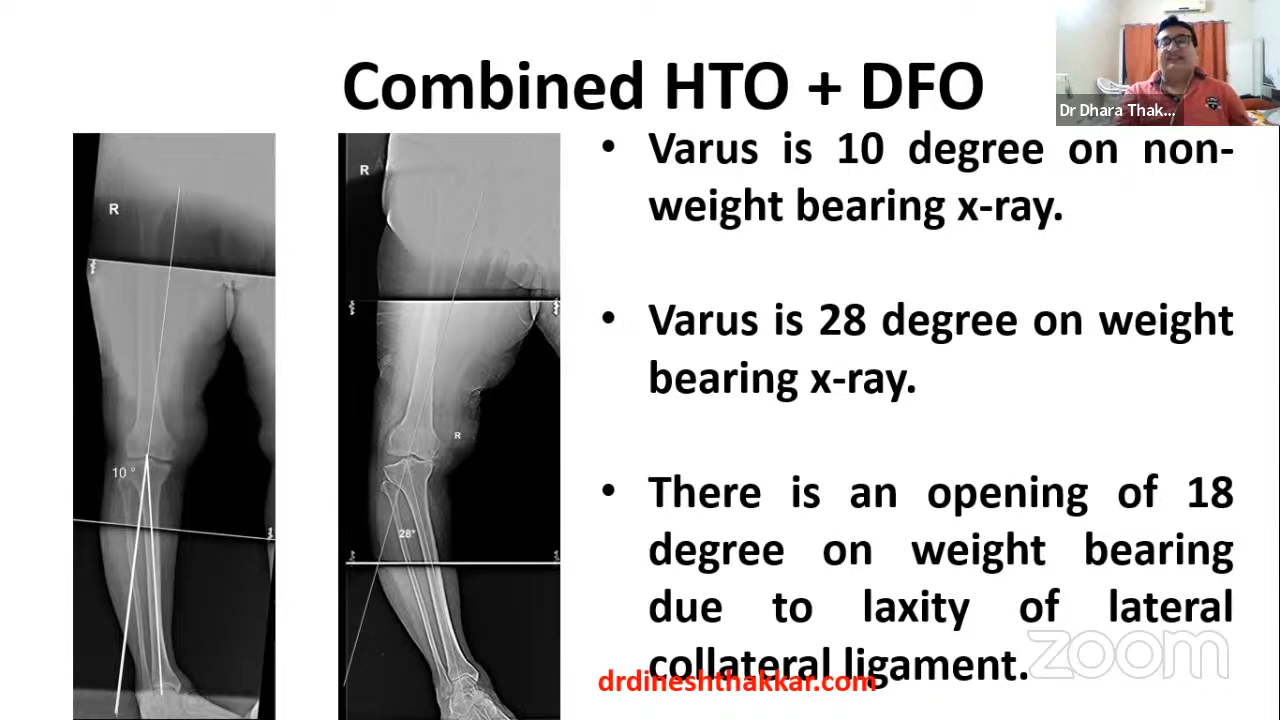 Combined HTO + DFO
Dr Dhara Thak...
• Varus is 10 degree on non-
weight bearing x-ray.
• Varus is 28 degree on weight
bearing x-ray.
• There is an opening of 18
degree on weight bearing
due to laxity of lateral
collateral ligament.
drdineshthakkar.com
zoom
R
10 °
R
R
28°